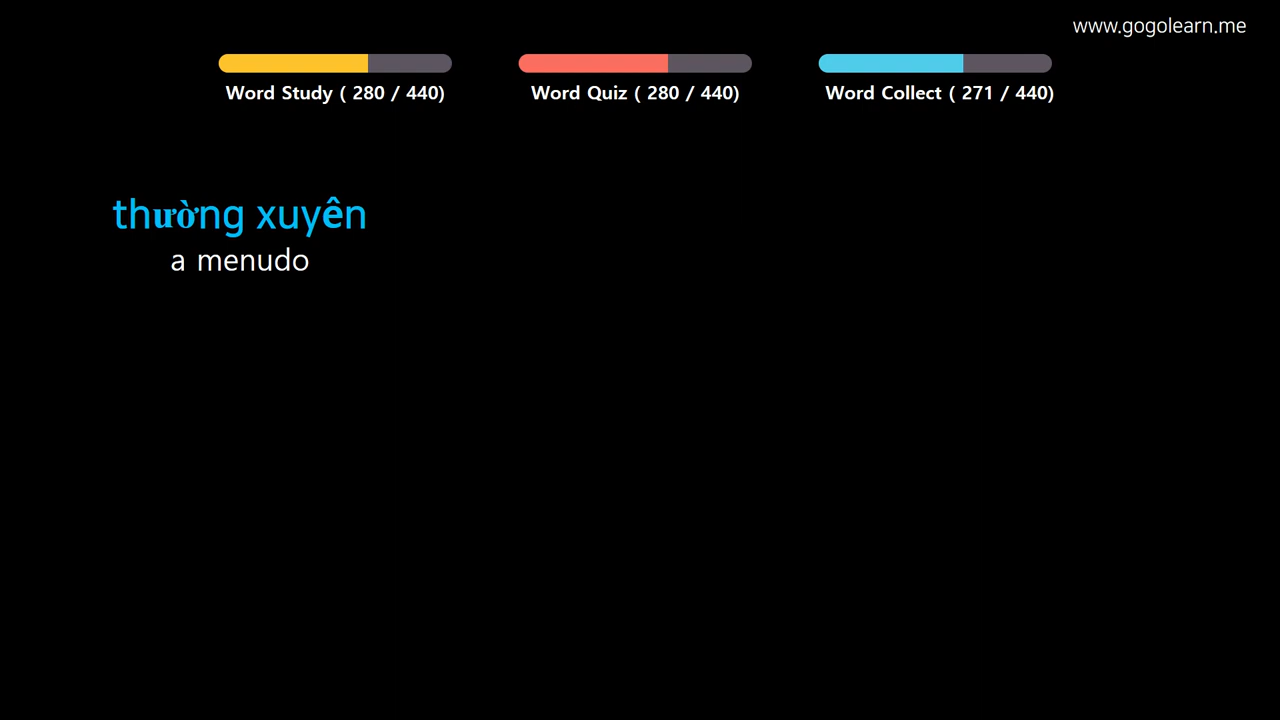 www.gogolearn.me
Word Study ( 280 / 440)
Word Quiz ( 280 / 440)
Word Collect ( 271 / 440)
thường xuyên
a menudo